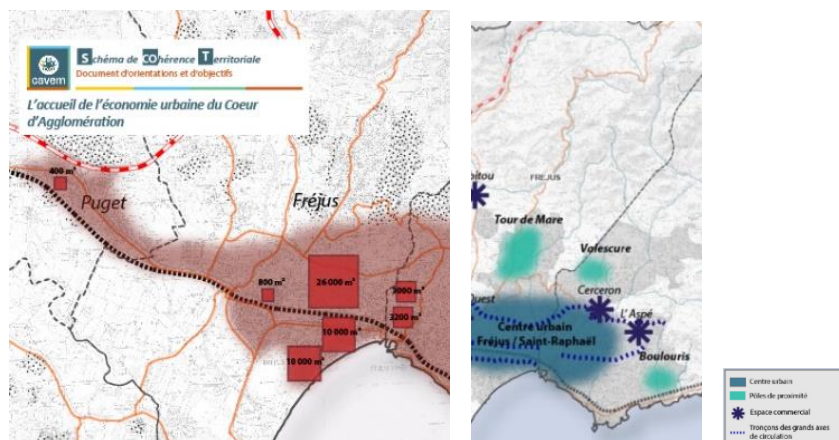 cavem
Schéma de COhérence Territoriale
Document d'orientations et d'objectifs
L'accueil de l'économie urbaine du Coeur
d'Agglomération
400 m²
Puget
Fréjus
800 m²
26 000 m²
3000 m²
3200 m²
10 000 m²
10 000 m²
FRÉJUS
Tour de Mare
Valescure
Cerceron
L'Aspé
Centre urbain
Fréjus / Saint-Raphaël
Boulouris
Centre urbain
Pôles de proximité
Espace commercial
Tronçons des grands axes
de circulation